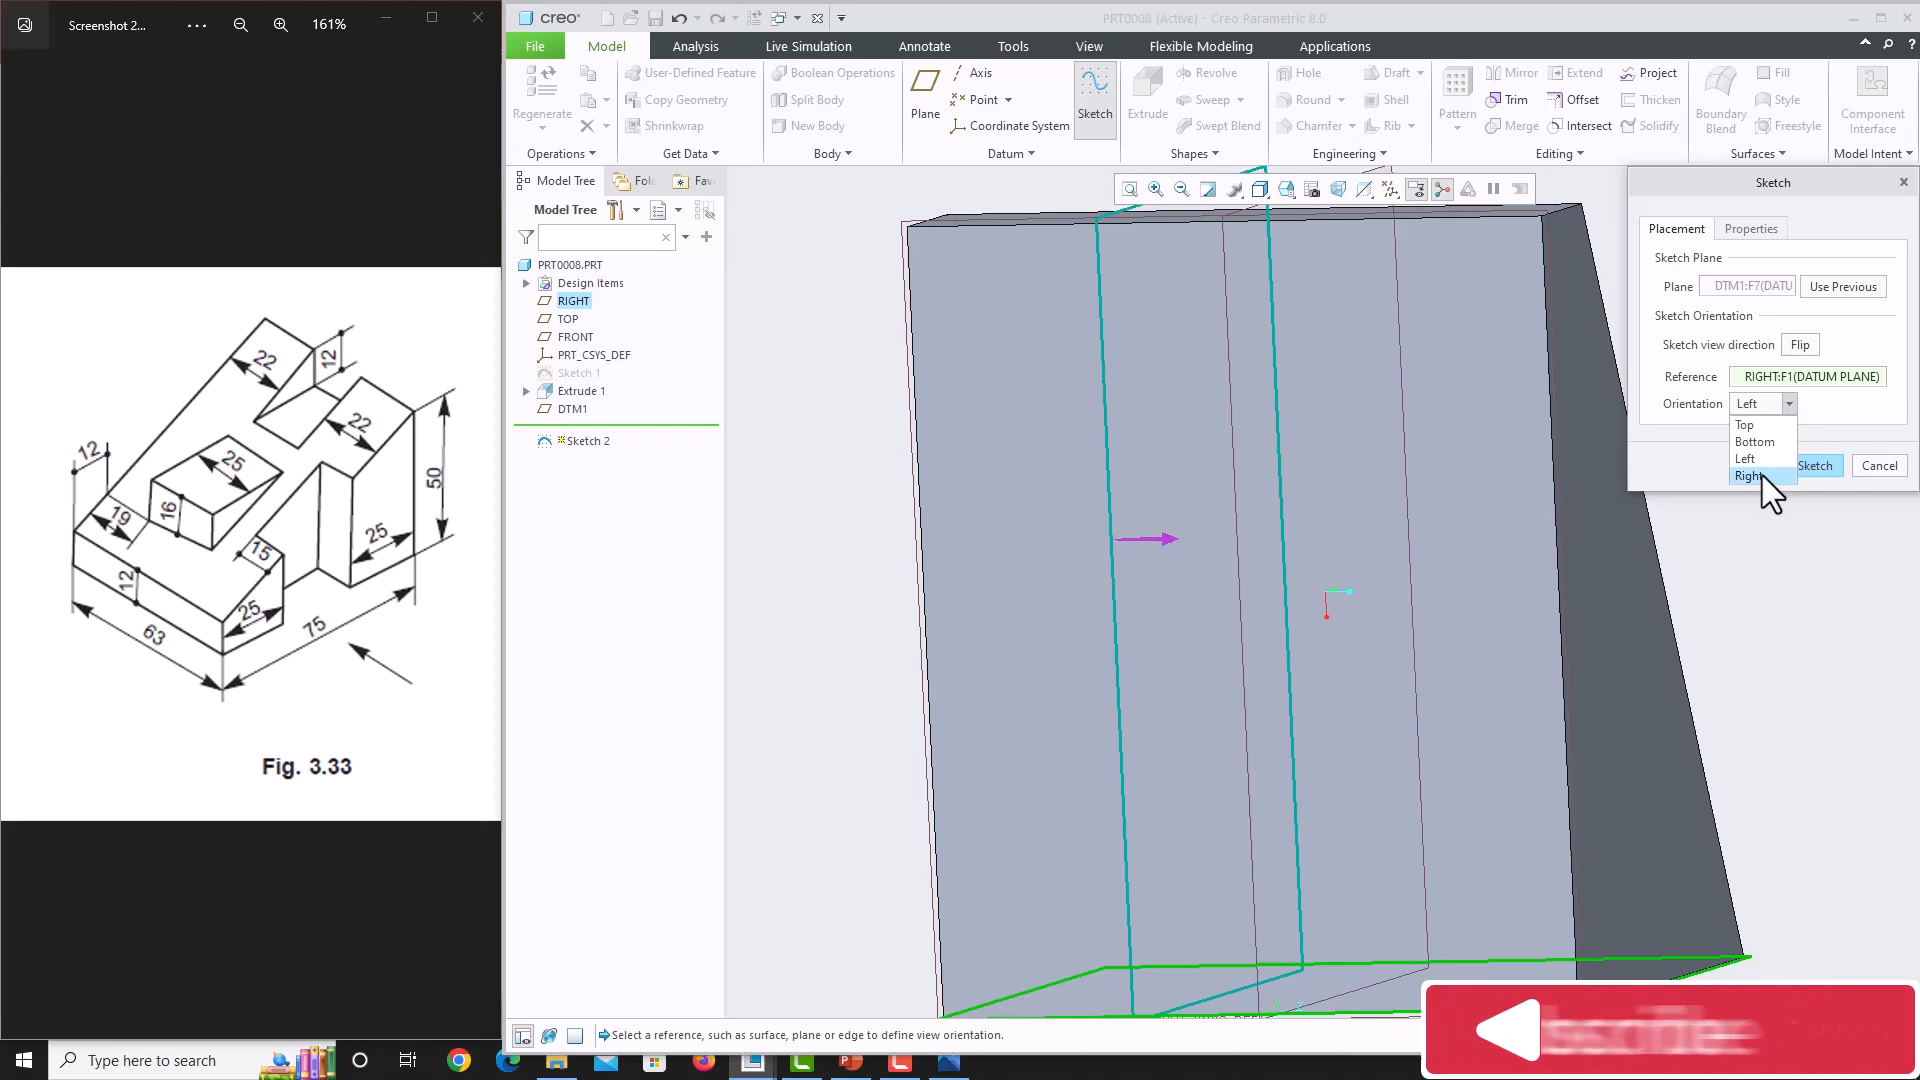 Screenshot 2...
161%
22
12
22
12
25
50
16
19
25
15
12
25
75
63
Fig. 3.33
creo
PRT0008 (Active) - Creo Parametric 8.0
File
Model
Analysis
Live Simulation
Annotate
Tools
View
Flexible Modeling
Applications
Regenerate
User-Defined Feature
Copy Geometry
Shrinkwrap
Boolean Operations
Split Body
New Body
Plane
Axis
Point
Coordinate System
Sketch
Extrude
Revolve
Sweep
Swept Blend
Hole
Round
Chamfer
Draft
Shell
Rib
Pattern
Mirror
Trim
Merge
Extend
Offset
Intersect
Project
Thicken
Solidify
Boundary
Blend
Fill
Style
Freestyle
Component
Interface
Operations
Get Data
Body
Datum
Shapes
Engineering
Editing
Surfaces
Model Intent
Model Tree
Fol
Fav
Model Tree
PRT0008.PRT
Design Items
RIGHT
TOP
FRONT
PRT_CSYS_DEF
Sketch 1
Extrude 1
DTM1
Sketch 2
Sketch
Placement
Properties
Sketch Plane
Plane
DTM1:F7(DATU
Use Previous
Sketch Orientation
Sketch view direction
Flip
Reference
RIGHT:F1(DATUM PLANE)
Orientation
Left
Top
Bottom
Left
Right
Sketch
Cancel
Select a reference, such as surface, plane or edge to define view orientation.
Type here to search